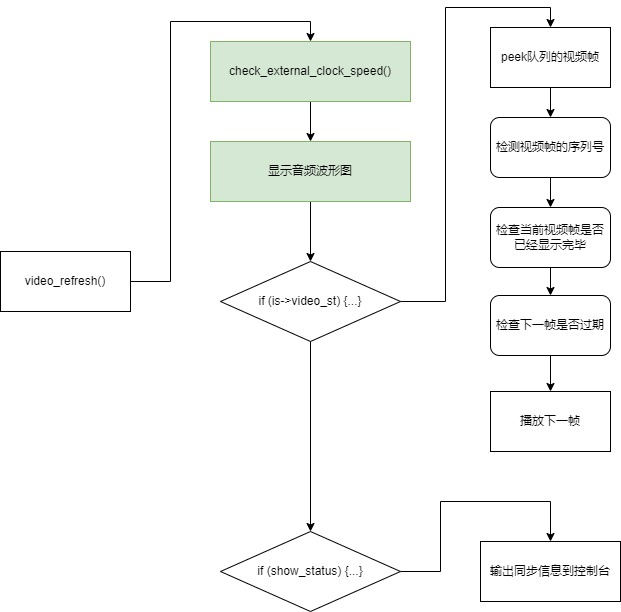 video_refresh()
check_external_clock_speed()
显示音频波形图
if (is->video_st) {...}
peek队列的视频帧
检测视频帧的序列号
检查当前视频帧是否
已经显示完毕
检查下一帧是否过期
播放下一帧
if (show_status) {...}
输出同步信息到控制台